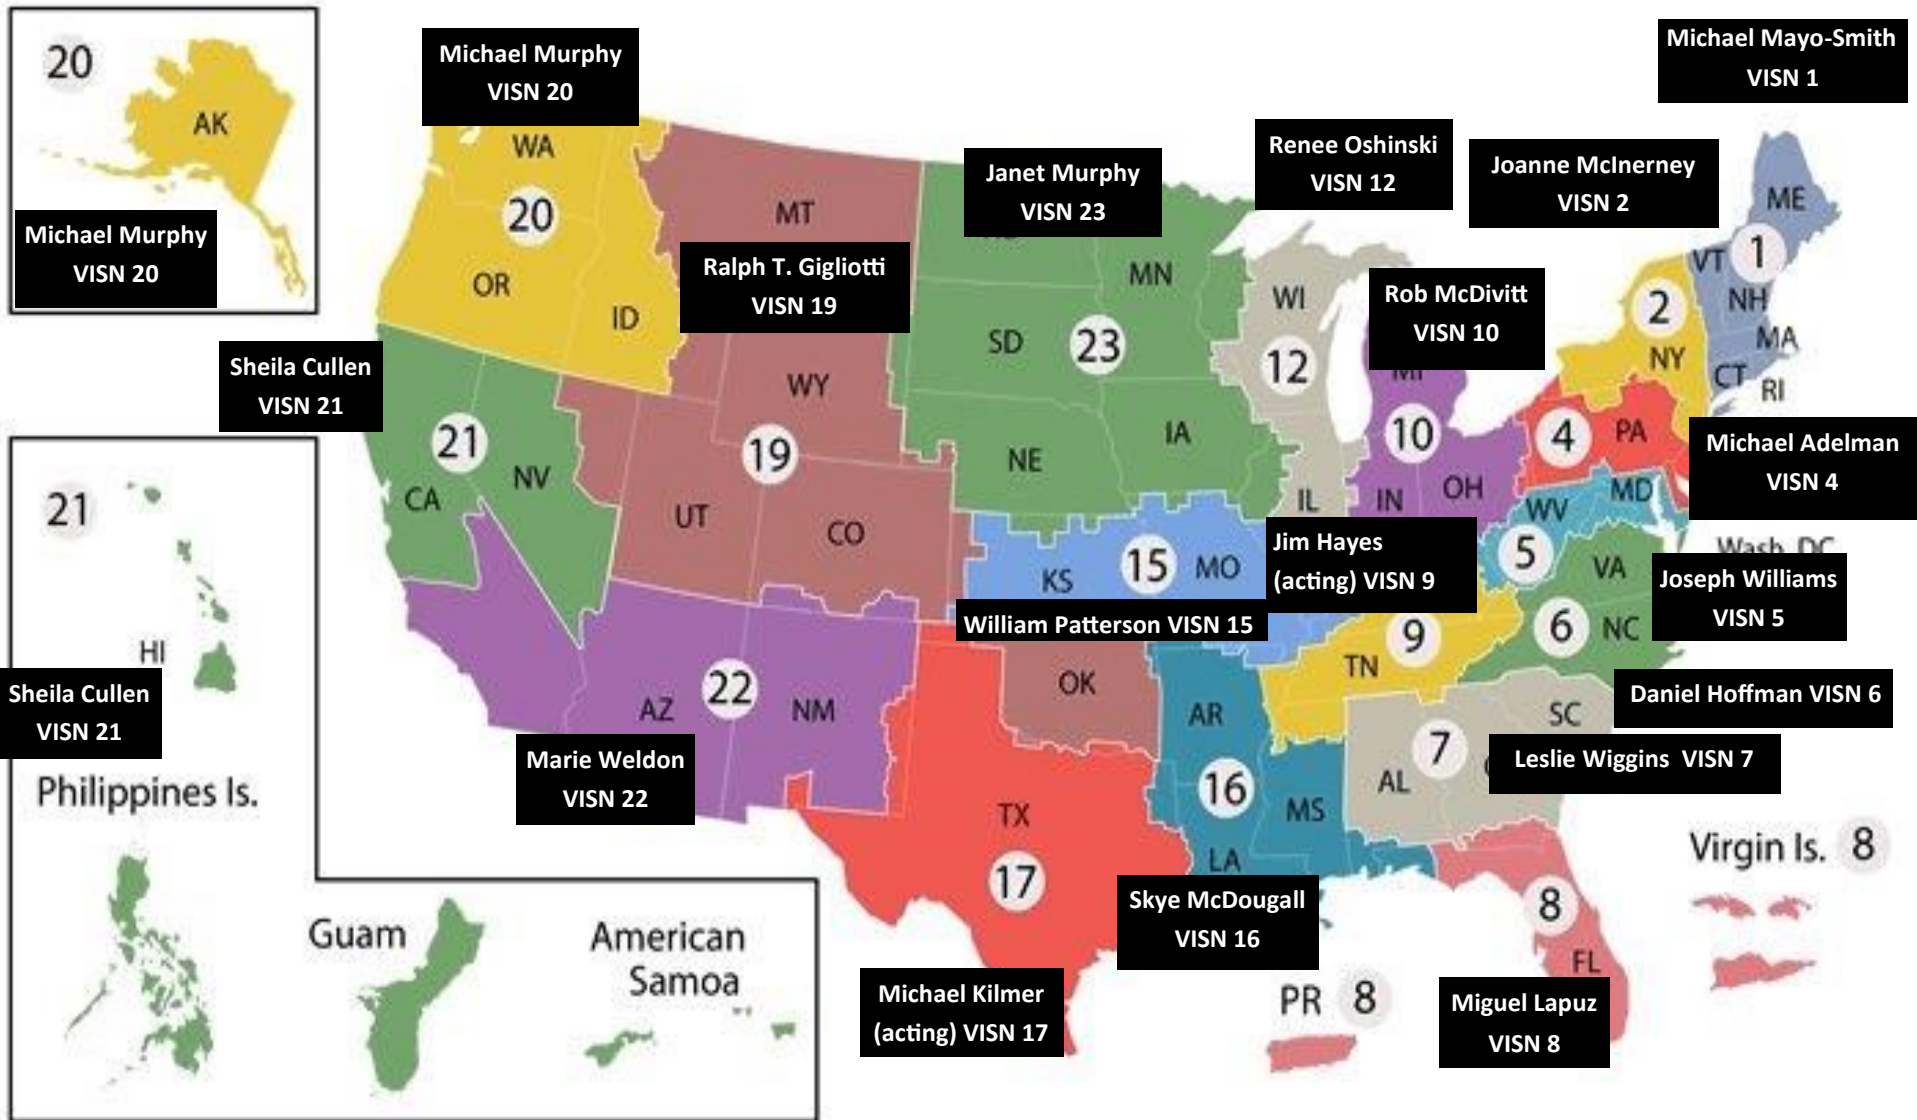 20
AK
Michael Murphy
VISN 20
Michael Murphy
VISN 20
WA
20
OR
ID
MT
Ralph T. Gigliotti
VISN 19
WY
19
UT
CO
OK
Janet Murphy
VISN 23
MN
SD
23
NE
IA
Renee Oshinski
VISN 12
WI
12
IL
Joanne McInerney
VISN 2
2
NY
Michael Mayo-Smith
VISN 1
ME
1
VT
NH
MA
CT
RI
Rob McDivitt
VISN 10
MI
10
IN
OH
4
PA
Michael Adelman
VISN 4
Sheila Cullen
VISN 21
21
CA
NV
KS
15
MO
William Patterson VISN 15
Jim Hayes
(acting) VISN 9
9
TN
WV
MD
5
Wash. DC
Joseph Williams
VISN 5
VA
6
NC
Daniel Hoffman VISN 6
SC
7
AL
Leslie Wiggins VISN 7
AZ
22
NM
Marie Weldon
VISN 22
TX
17
Michael Kilmer
(acting) VISN 17
AR
16
MS
LA
Skye McDougall
VISN 16
8
FL
Miguel Lapuz
VISN 8
PR 8
Virgin Is. 8
21
HI
Sheila Cullen
VISN 21
Philippines Is.
Guam
American
Samoa